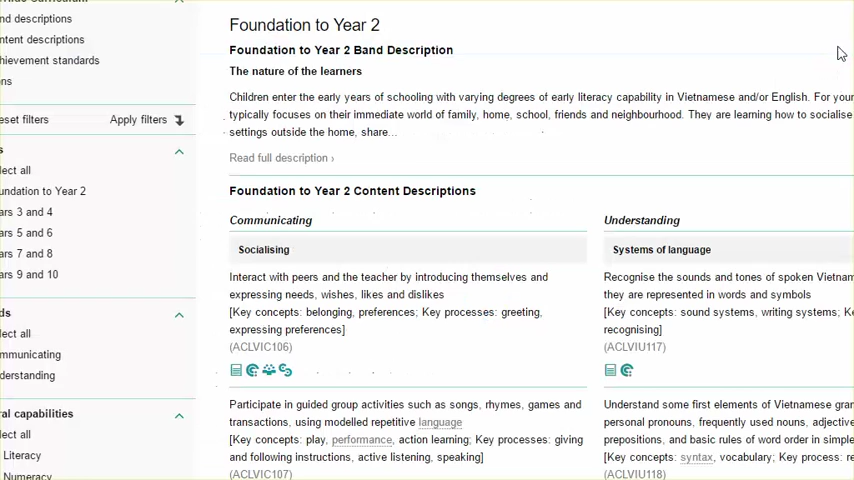 nd descriptions
ntent descriptions
hievement standards
ns
eset filters
Apply filters
s
lect all
undation to Year 2
ars 3 and 4
ars 5 and 6
ars 7 and 8
ars 9 and 10
ds
lect all
mmunicating
derstanding
ral capabilities
lect all
Literacy
Numeracy
Foundation to Year 2
Foundation to Year 2 Band Description
The nature of the learners
Children enter the early years of schooling with varying degrees of early literacy capability in Vietnamese and/or English. For your
typically focuses on their immediate world of family, home, school, friends and neighbourhood. They are learning how to socialise
settings outside the home, share...
Read full description ›
Foundation to Year 2 Content Descriptions
Communicating
Socialising
Interact with peers and the teacher by introducing themselves and
expressing needs, wishes, likes and dislikes
[Key concepts: belonging, preferences; Key processes: greeting,
expressing preferences]
(ACLVIC106)
Participate in guided group activities such as songs, rhymes, games and
transactions, using modelled repetitive language
[Key concepts: play, performance, action learning; Key processes: giving
and following instructions, active listening, speaking]
(ACLVIC107)
Understanding
Systems of language
Recognise the sounds and tones of spoken Vietnam
they are represented in words and symbols
[Key concepts: sound systems, writing systems; Ke
recognising]
(ACLVIU117)
Understand some first elements of Vietnamese gran
personal pronouns, frequently used nouns, adjective
prepositions, and basic rules of word order in simple
[Key concepts: syntax, vocabulary; Key process: re
(ACLVIU118)